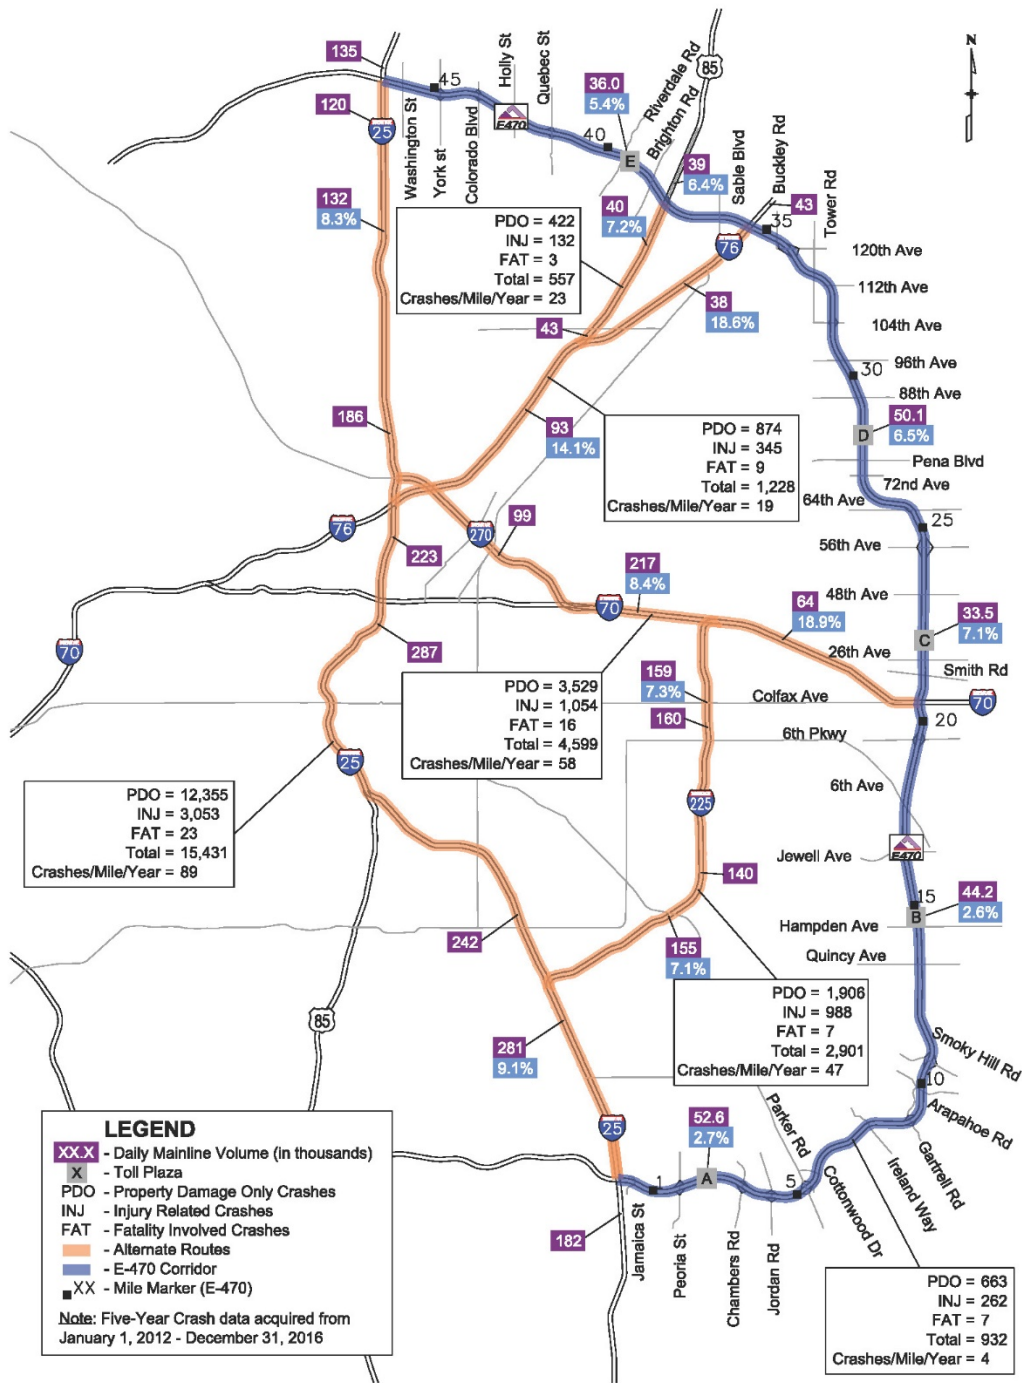 N
135
45
Holly St
Quebec St
36.0
5.4%
Riverdale Rd
Brighton Rd
85
120
25
Washington St
York st
Colorado Blvd
E470
40
E
39
6.4%
Sable Blvd
Buckley Rd
43
35
Tower Rd
132
8.3%
40
7.2%
76
120th Ave
PDO = 422
INJ = 132
FAT = 3
Total = 557
Crashes/Mile/Year = 23
38
18.6%
112th Ave
43
104th Ave
96th Ave
30
88th Ave
186
93
14.1%
PDO = 874
INJ = 345
FAT = 9
Total = 1,228
Crashes/Mile/Year = 19
D
50.1
6.5%
Pena Blvd
72nd Ave
64th Ave
25
76
270
99
223
56th Ave
217
8.4%
48th Ave
64
18.9%
33.5
7.1%
C
70
70
287
26th Ave
Smith Rd
159
7.3%
Colfax Ave
70
PDO = 3,529
INJ = 1,054
FAT = 16
Total = 4,599
Crashes/Mile/Year = 58
160
20
6th Pkwy
25
6th Ave
PDO = 12,355
INJ = 3,053
FAT = 23
Total = 15,431
Crashes/Mile/Year = 89
225
Jewell Ave
E470
140
15
B
44.2
2.6%
Hampden Ave
242
155
7.1%
Quincy Ave
PDO = 1,906
INJ = 988
FAT = 7
Total = 2,901
Crashes/Mile/Year = 47
85
281
9.1%
Smoky Hill Rd
10
Arapahoe Rd
52.6
2.7%
25
Parker Rd
A
1
5
Jamaica St
Peoria St
Chambers Rd
Jordan Rd
Cottonwood Dr
Ireland Way
Gartrell Rd
182
PDO = 663
INJ = 262
FAT = 7
Total = 932
Crashes/Mile/Year = 4
LEGEND
XX.X - Daily Mainline Volume (in thousands)
X - Toll Plaza
PDO - Property Damage Only Crashes
INJ - Injury Related Crashes
FAT - Fatality Involved Crashes
- Alternate Routes
- E-470 Corridor
XX - Mile Marker (E-470)
Note: Five-Year Crash data acquired from
January 1, 2012 - December 31, 2016